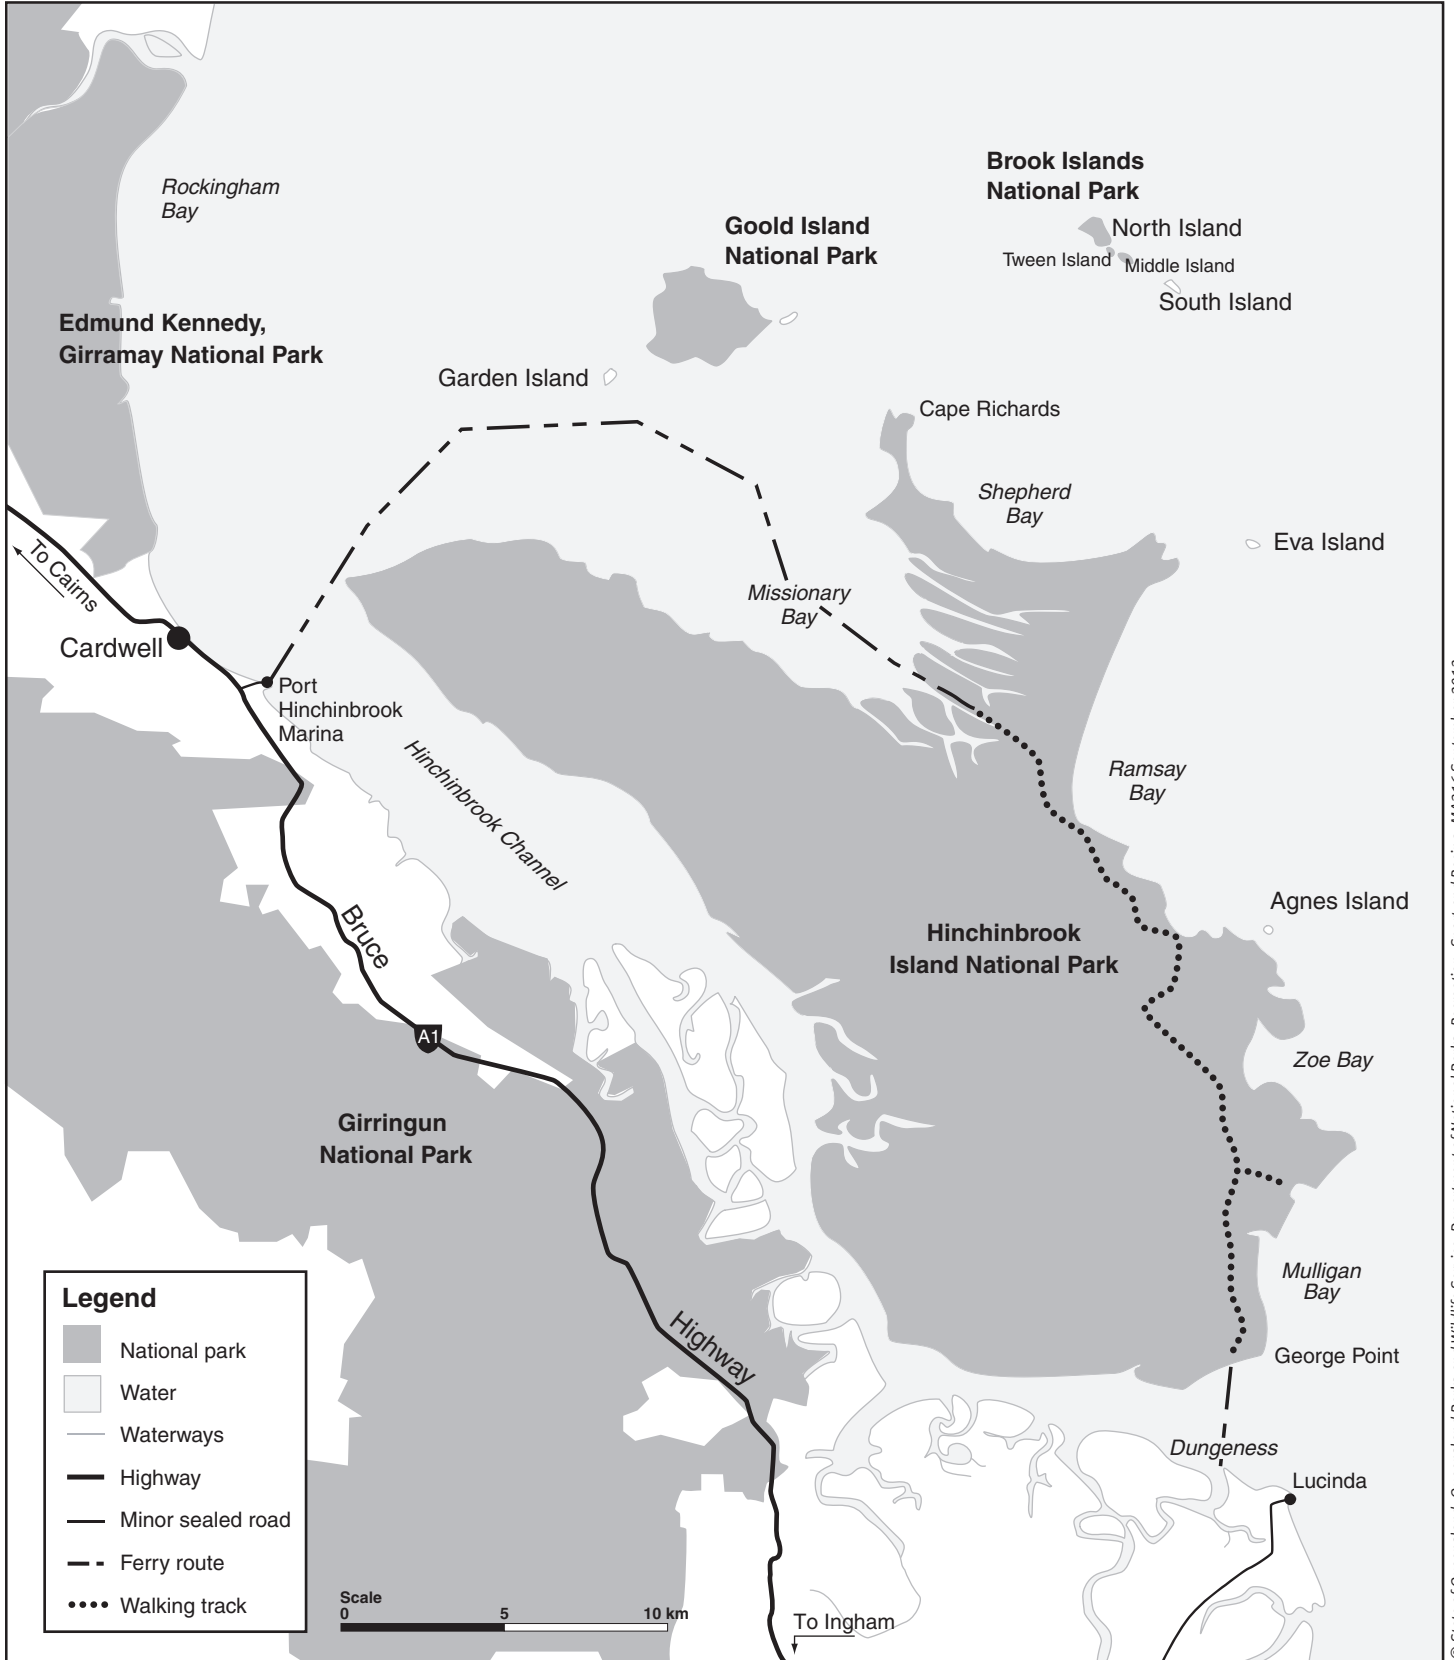 Brook Islands
National Park
North Island
Tween Island
Middle Island
South Island
Rockingham
Bay
Goold Island
National Park
Edmund Kennedy,
Girramay National Park
Garden Island
Cape Richards
Shepherd
Bay
Eva Island
To Cairns
Missionary
Bay
Cardwell
Port
Hinchinbrook
Marina
Hinchinbrook Channel
Ramsay
Bay
Agnes Island
Bruce
Hinchinbrook
Island National Park
A1
Zoe Bay
Girringun
National Park
Mulligan
Bay
Highway
George Point
Dungeness
Lucinda
Legend
National park
Water
Waterways
Highway
Minor sealed road
Ferry route
Walking track
Scale
0 5 10 km
To Ingham